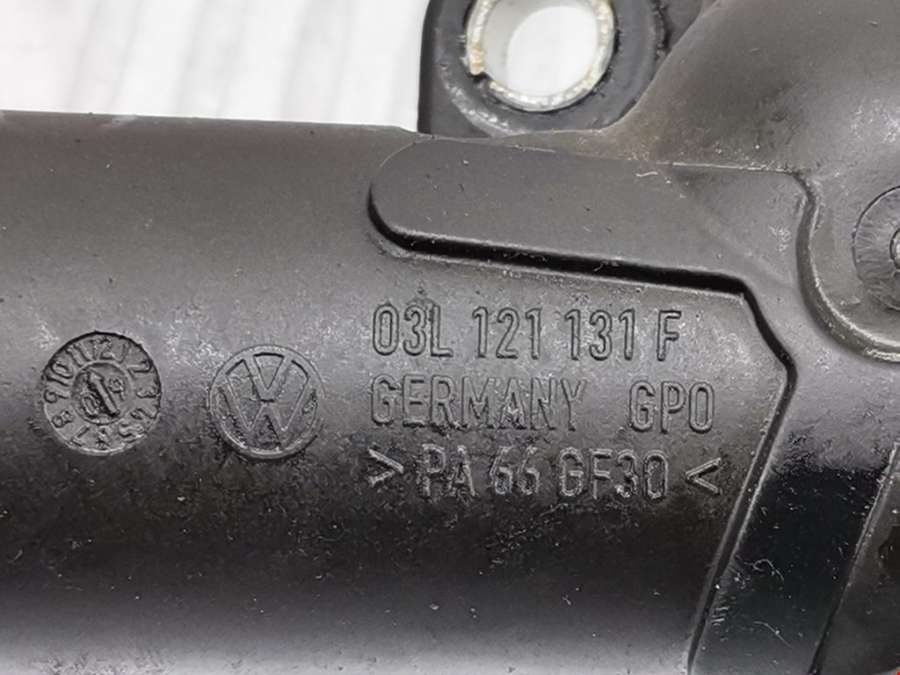 03L 121 131 F
GERMANY GPO
> PA 66 GF30 <